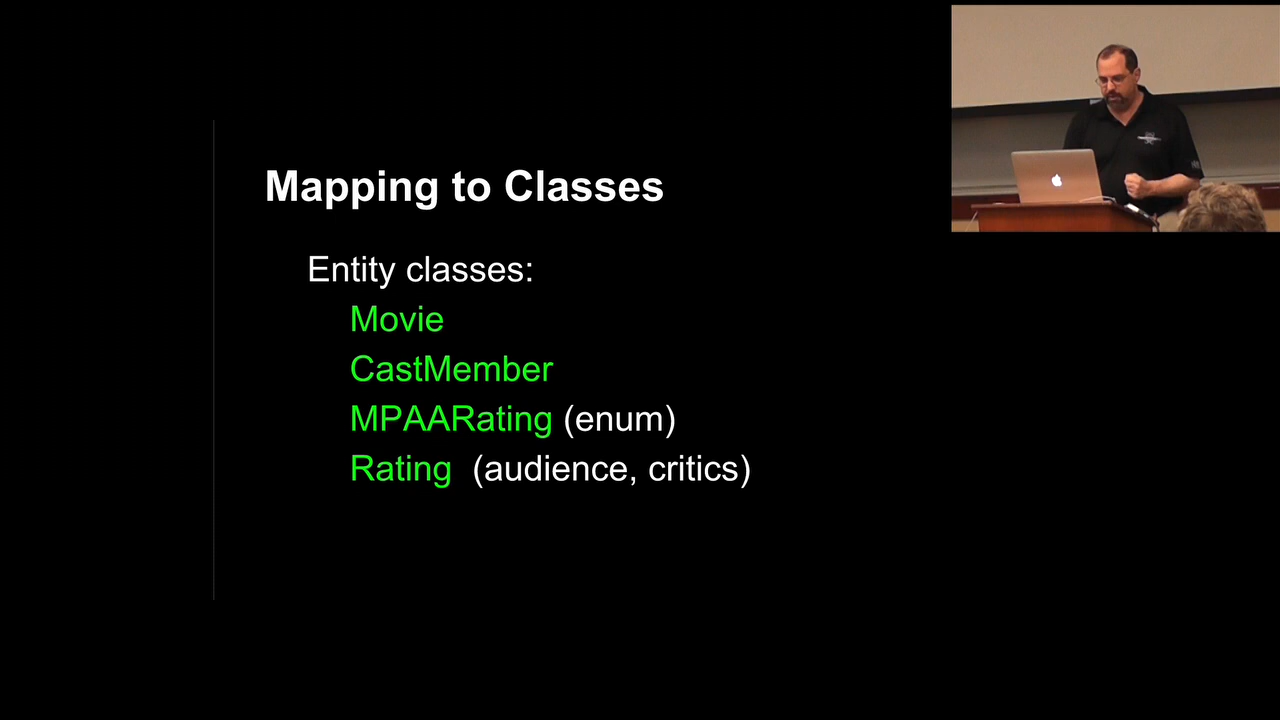 Mapping to Classes
Entity classes:
Movie
CastMember
MPAARating (enum)
Rating (audience, critics)